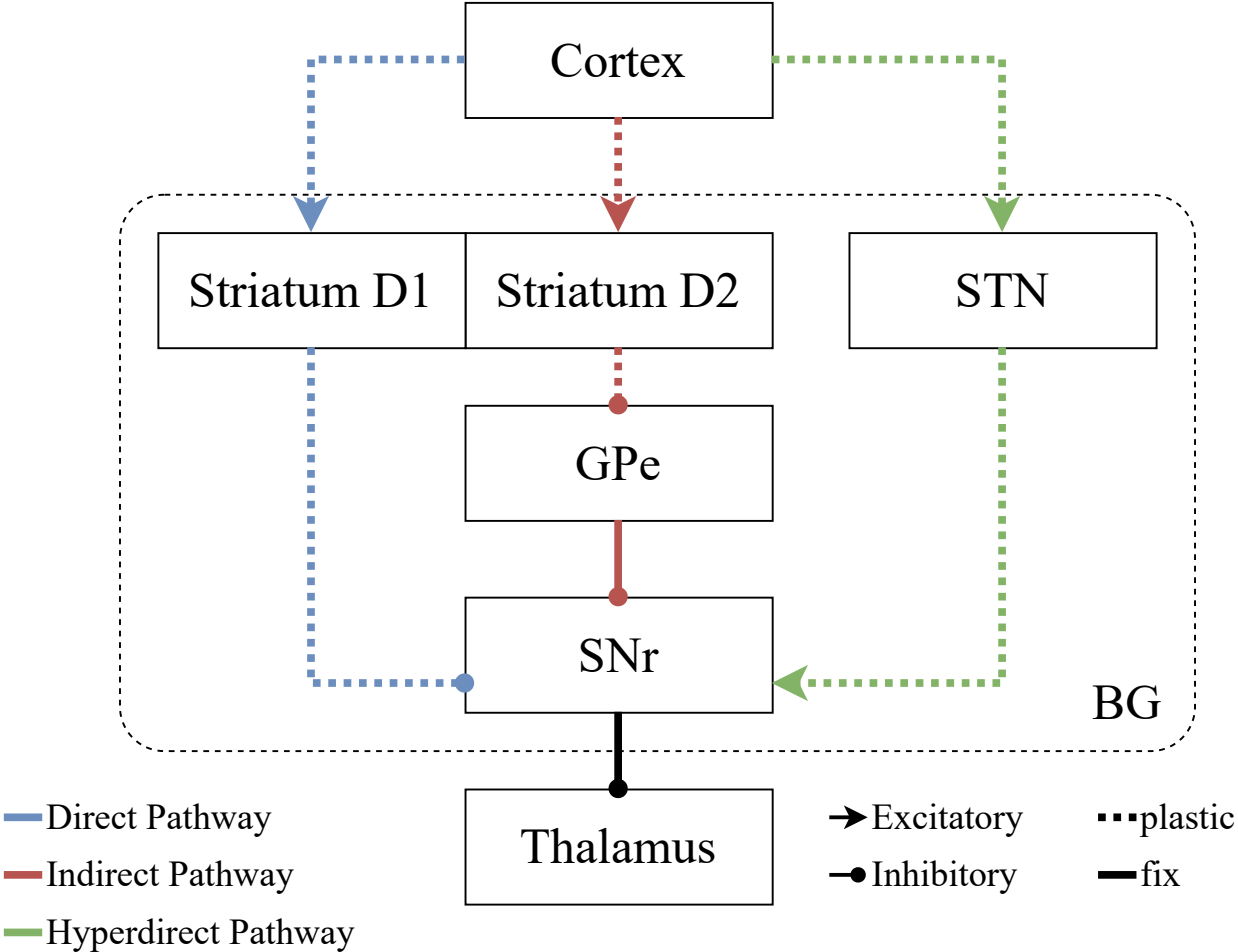 Cortex
Striatum D1
Striatum D2
STN
GPe
SNr
BG
Thalamus
Direct Pathway
Indirect Pathway
Hyperdirect Pathway
Excitatory
Inhibitory
plastic
fix